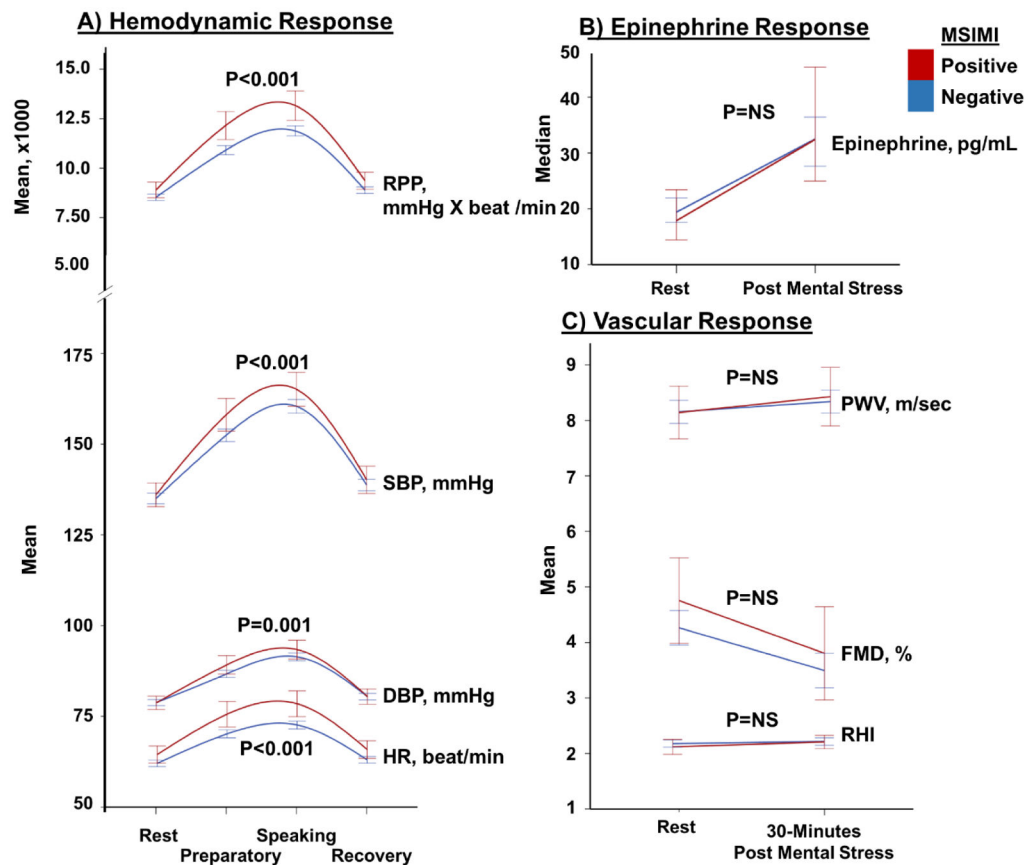 A) Hemodynamic Response
15.0
12.5
10.0
7.50
5.00
Mean, x1000
P<0.001
RPP,
mmHg X beat /min
175
150
125
100
75
50
Mean
P<0.001
SBP, mmHg
P=0.001
DBP, mmHg
P<0.001
HR, beat/min
Rest
Preparatory
Speaking
Recovery
B) Epinephrine Response
MSIMI
Positive
Negative
50
40
30
20
10
Median
P=NS
Epinephrine, pg/mL
Rest
Post Mental Stress
C) Vascular Response
9
8
7
6
5
4
3
2
1
Mean
P=NS
PWV, m/sec
P=NS
FMD, %
P=NS
RHI
Rest
30-Minutes
Post Mental Stress